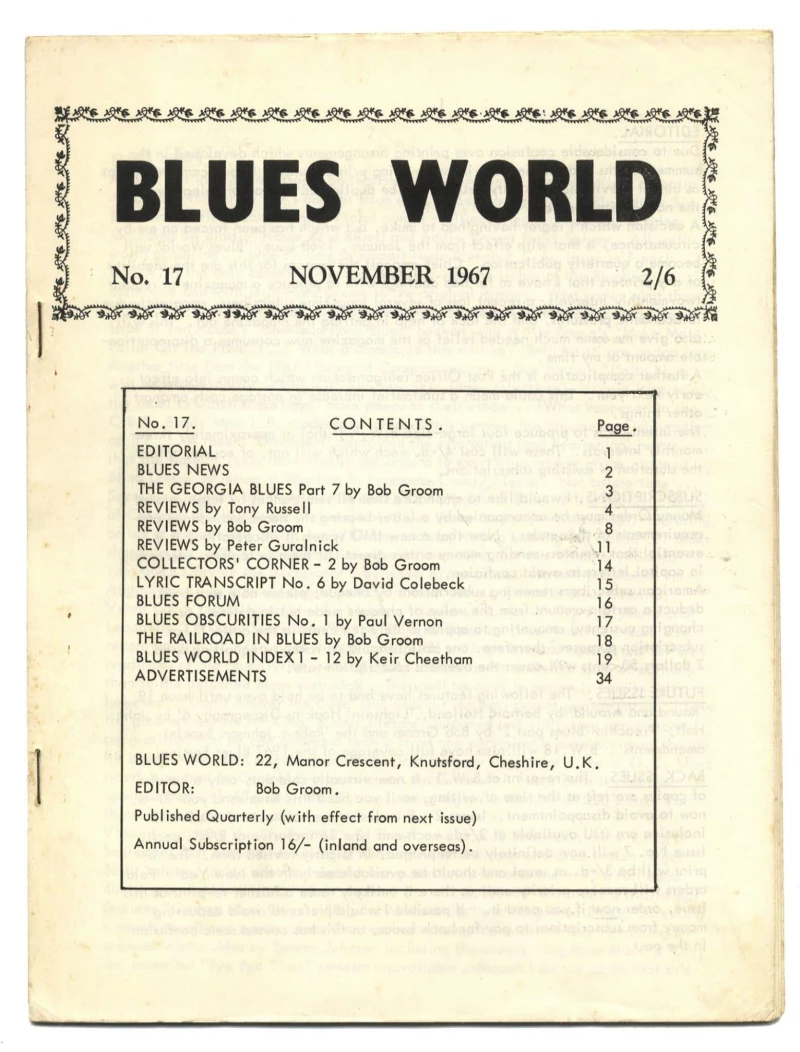 BLUES WORLD
No. 17 NOVEMBER 1967 2/6
No. 17. CONTENTS. Page.
EDITORIAL 1
BLUES NEWS 2
THE GEORGIA BLUES Part 7 by Bob Groom 3
REVIEWS by Tony Russell 4
REVIEWS by Bob Groom 8
REVIEWS by Peter Guralnick 11
COLLECTORS' CORNER - 2 by Bob Groom 14
LYRIC TRANSCRIPT No. 6 by David Colebeck 15
BLUES FORUM 16
BLUES OBSCURITIES No. 1 by Paul Vernon 17
THE RAILROAD IN BLUES by Bob Groom 18
BLUES WORLD INDEX 1 - 12 by Keir Cheetham 19
ADVERTISEMENTS 34
BLUES WORLD: 22, Manor Crescent, Knutsford, Cheshire, U.K.
EDITOR: Bob Groom.
Published Quarterly (with effect from next issue)
Annual Subscription 16/- (inland and overseas).